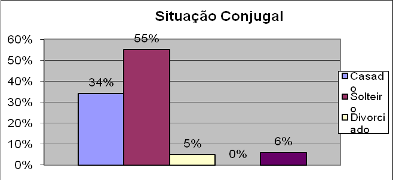 Situação Conjugal
60%
50%
40%
30%
20%
10%
0%
34%
55%
5%
0%
6%
Casad
o
Solteir
o
Divorci
ado